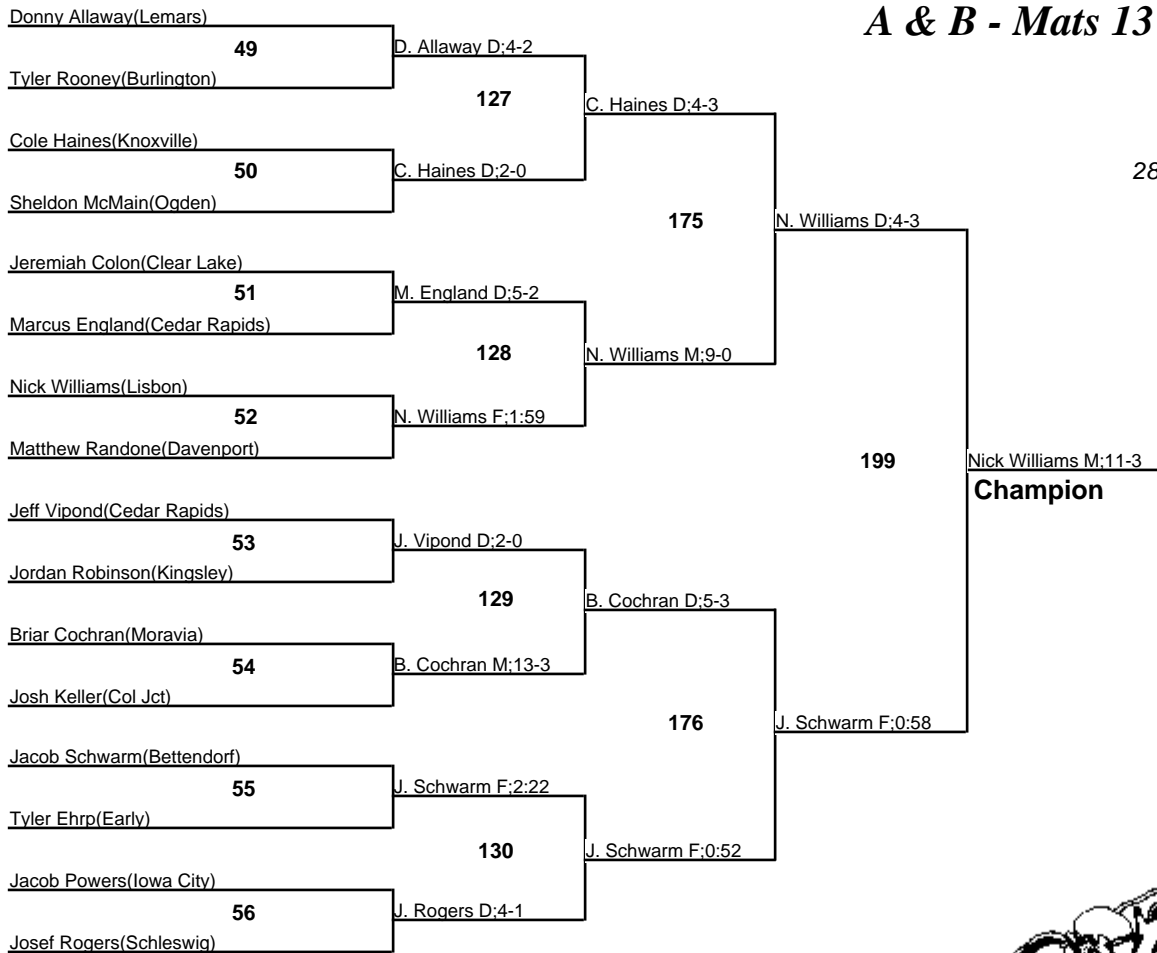 Donny Allaway(Lemars)
A & B - Mats 13
49
D. Allaway D;4-2
Tyler Rooney(Burlington)
127
C. Haines D;4-3
Cole Haines(Knoxville)
50
C. Haines D;2-0
28
Sheldon McMain(Ogden)
175
N. Williams D;4-3
Jeremiah Colon(Clear Lake)
51
M. England D;5-2
Marcus England(Cedar Rapids)
128
N. Williams M;9-0
Nick Williams(Lisbon)
52
N. Williams F;1:59
Matthew Randone(Davenport)
199
Nick Williams M;11-3
Champion
Jeff Vipond(Cedar Rapids)
53
J. Vipond D;2-0
Jordan Robinson(Kingsley)
129
B. Cochran D;5-3
Briar Cochran(Moravia)
54
B. Cochran M;13-3
Josh Keller(Col Jct)
176
J. Schwarm F;0:58
Jacob Schwarm(Bettendorf)
55
J. Schwarm F;2:22
Tyler Ehrp(Early)
130
J. Schwarm F;0:52
Jacob Powers(Iowa City)
56
J. Rogers D;4-1
Josef Rogers(Schleswig)